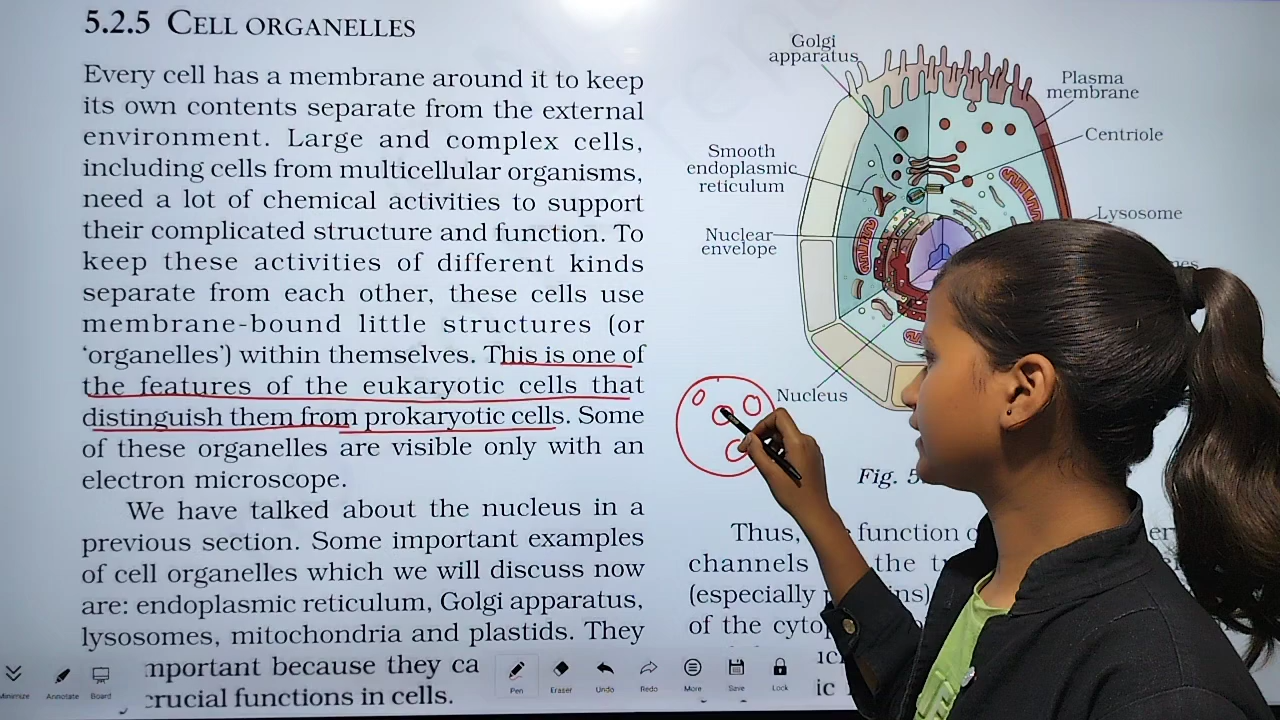 5.2.5 CELL ORGANELLES
Every cell has a membrane around it to keep
its own contents separate from the external
environment. Large and complex cells,
including cells from multicellular organisms,
need a lot of chemical activities to support
their complicated structure and function. To
keep these activities of different kinds
separate from each other, these cells use
membrane-bound little structures (or
‘organelles’) within themselves. This is one of
the features of the eukaryotic cells that
distinguish them from prokaryotic cells. Some
of these organelles are visible only with an
electron microscope.
We have talked about the nucleus in a
previous section. Some important examples
of cell organelles which we will discuss now
are: endoplasmic reticulum, Golgi apparatus,
lysosomes, mitochondria and plastids. They
important because they ca
crucial functions in cells.
Golgi
apparatus
Plasma
membrane
Centriole
Smooth
endoplasmic
reticulum
Lysosome
Nuclear
envelope
Nucleus
Fig. 5.
Thus, function
channels the
(especially
of the
Minimize
Annotate
Board
Pen
Eraser
Undo
Redo
More
Save
Lock